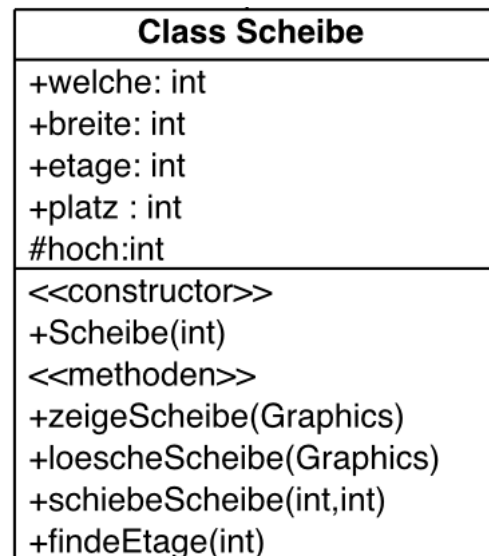 Class Scheibe
+welche: int
+breite: int
+etage: int
+platz : int
#hoch:int
<<constructor>>
+Scheibe(int)
<<methoden>>
+zeigeScheibe(Graphics)
+loescheScheibe(Graphics)
+schiebeScheibe(int,int)
+findeEtage(int)